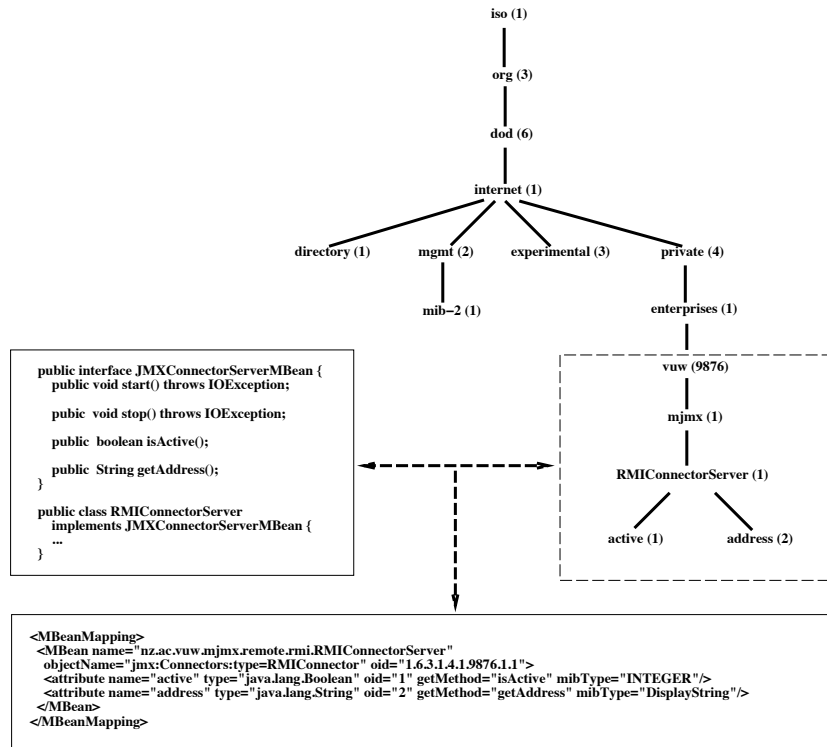 iso (1)
org (3)
dod (6)
internet (1)
directory (1) mgmt (2) experimental (3) private (4)
mib−2 (1) enterprises (1)
vuw (9876)
mjmx (1)
RMIConnectorServer (1)
active (1) address (2)
public interface JMXConnectorServerMBean {
public void start() throws IOException;
pubic void stop() throws IOException;
public boolean isActive();
public String getAddress();
}
public class RMIConnectorServer
implements JMXConnectorServerMBean {
...
}
<MBeanMapping>
<MBean name="nz.ac.vuw.mjmx.remote.rmi.RMIConnectorServer"
objectName="jmx:Connectors:type=RMIConnector" oid="1.6.3.1.4.1.9876.1.1">
<attribute name="active" type="java.lang.Boolean" oid="1" getMethod="isActive" mibType="INTEGER"/>
<attribute name="address" type="java.lang.String" oid="2" getMethod="getAddress" mibType="DisplayString"/>
</MBean>
</MBeanMapping>